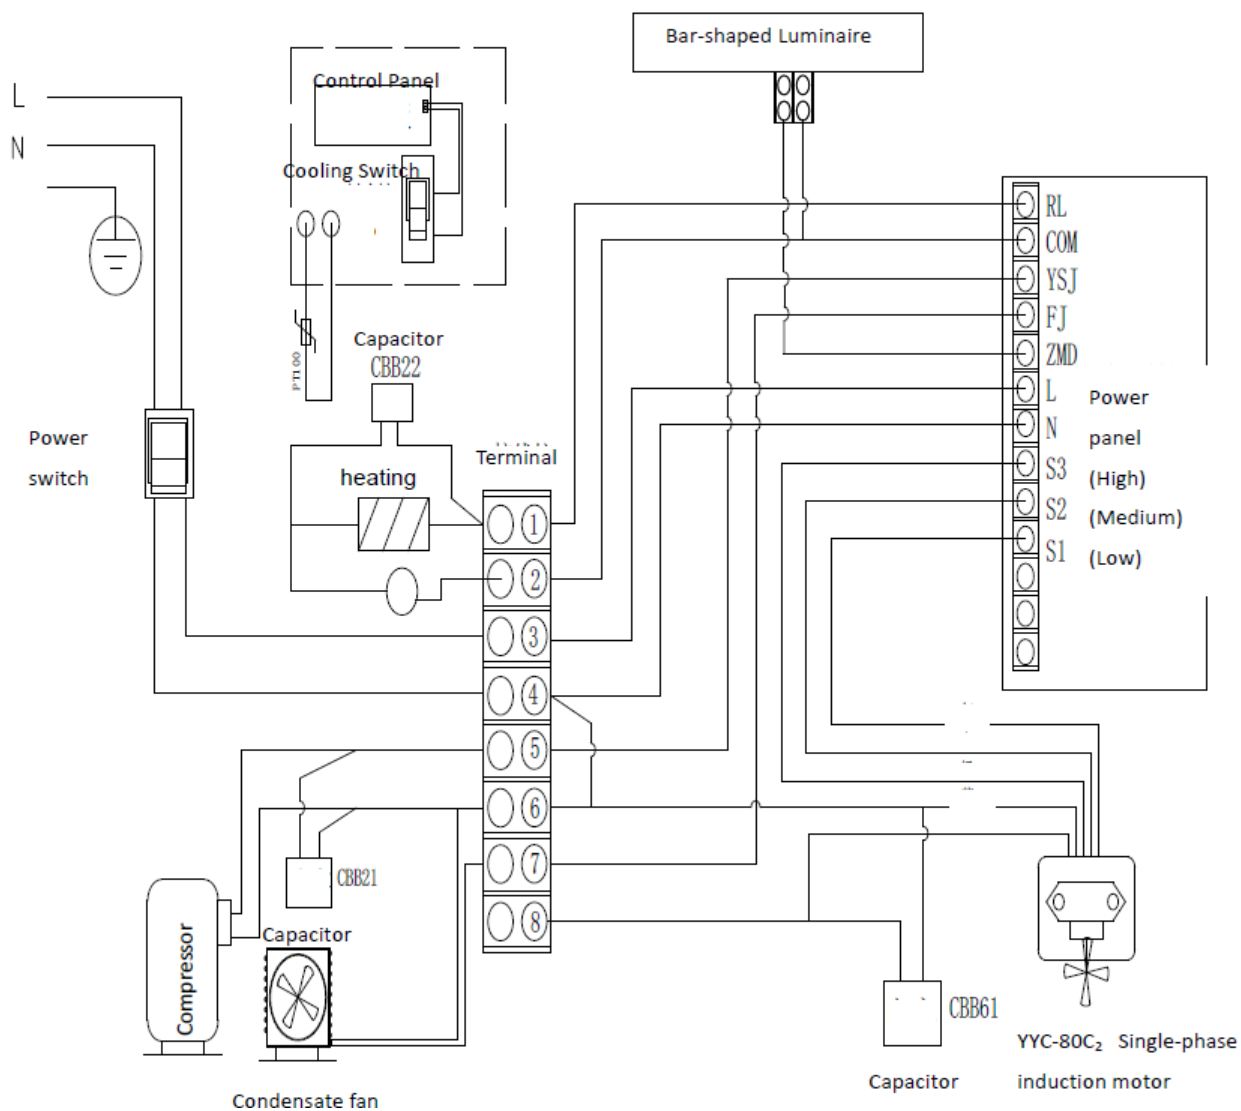 Bar-shaped Luminaire
Control Panel
L
N
Cooling Switch
RL
COM
YSJ
FJ
ZMD
L
N
S3
S2
S1
Power
panel
(High)
(Medium)
(Low)
PT100
Capacitor
CBB22
Power
switch
heating
Terminal
1
2
3
4
5
6
7
8
CBB21
Capacitor
Compressor
Condensate fan
CBB61
Capacitor
YYC-80C₂ Single-phase
induction motor